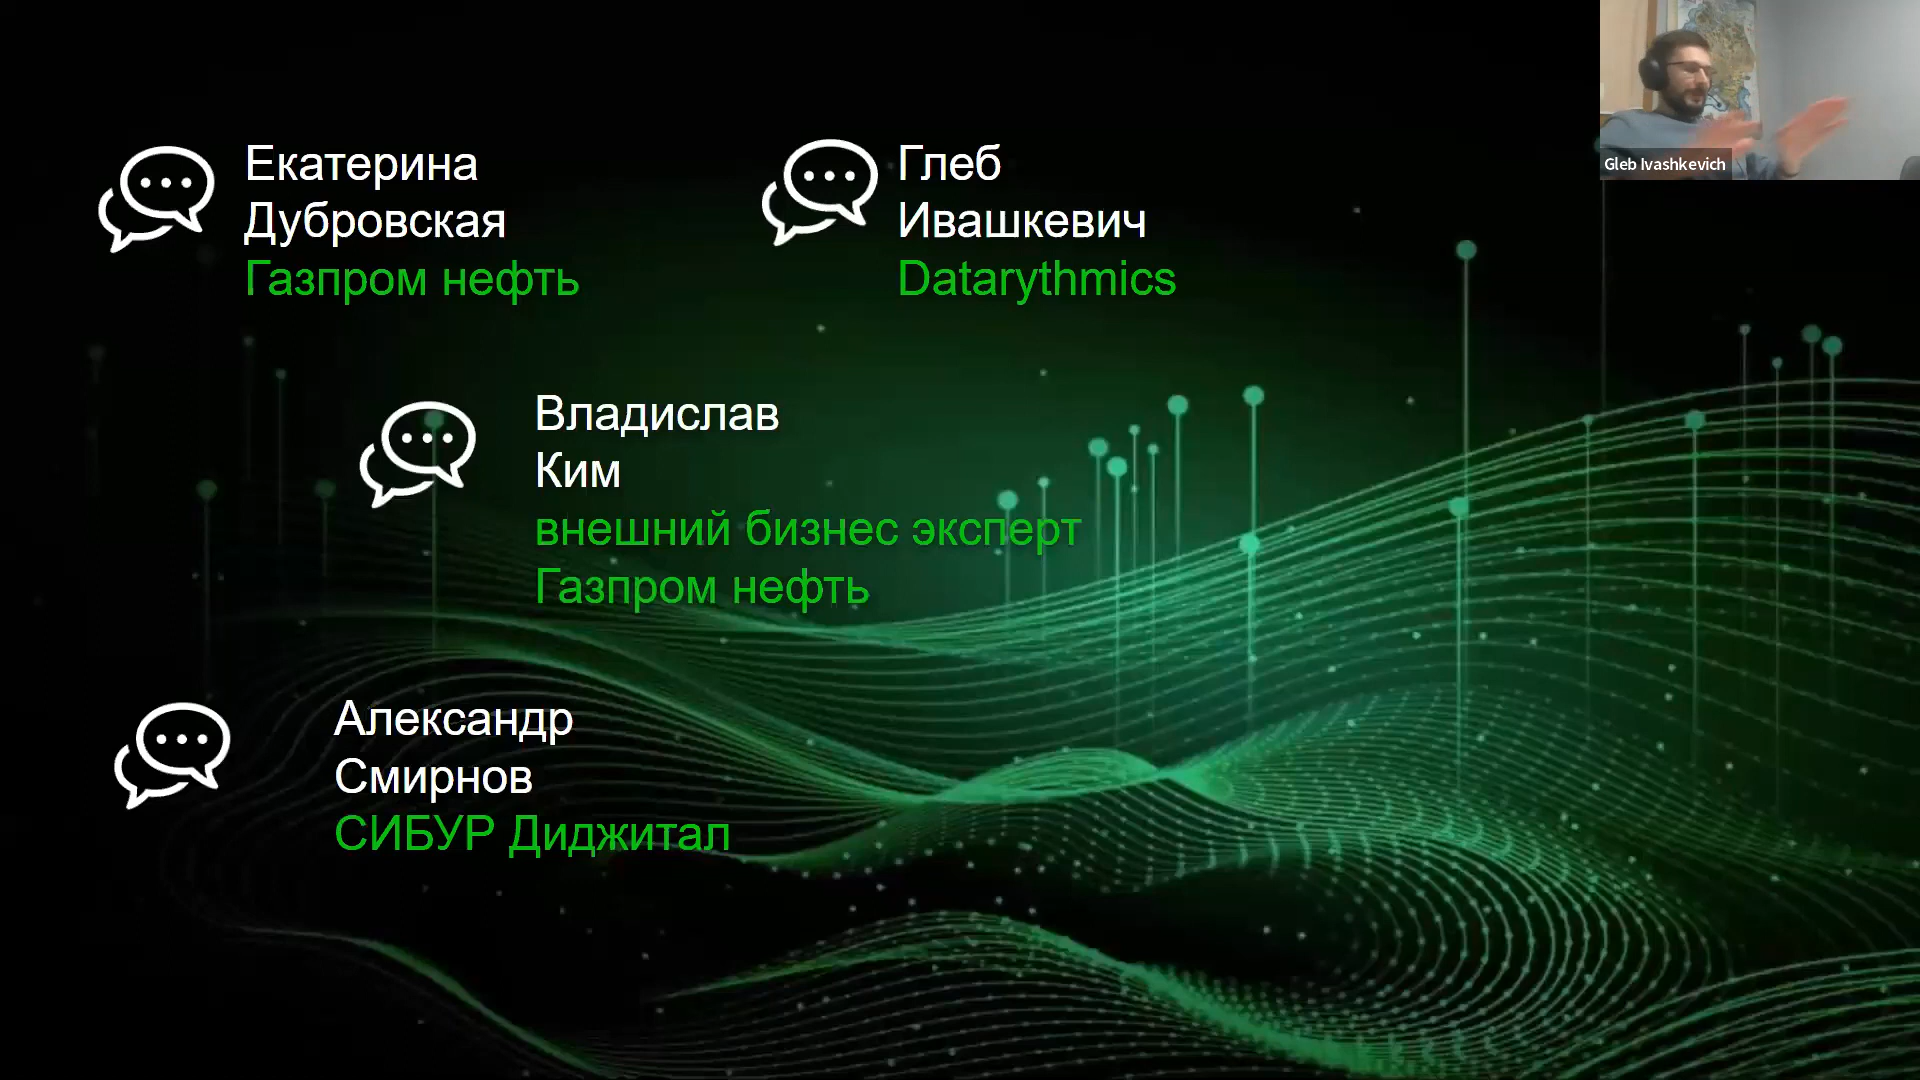 Екатерина
Дубровская
Газпром нефть
Глеб
Ивашкевич
Datarythmics
Gleb Ivashkevich
Владислав
Ким
внешний бизнес эксперт
Газпром нефть
Александр
Смирнов
СИБУР Диджитал